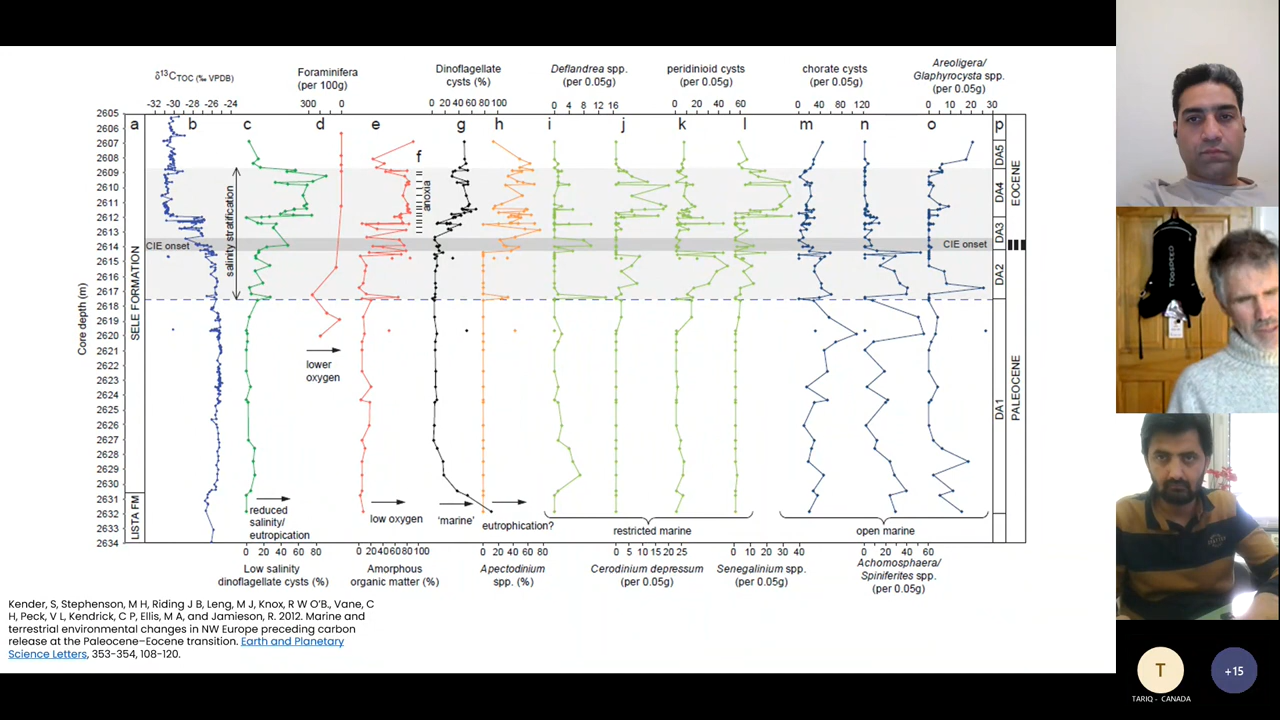 δ13CTOC (‰ VPDB)
Foraminifera
(per 100g)
Dinoflagellate
cysts (%)
Deflandrea spp.
(per 0.05g)
peridinioid cysts
(per 0.05g)
chorate cysts
(per 0.05g)
Areoligera/
Glaphyrocysta spp.
(per 0.05g)
-32 -30 -28 -26 -24
300 0
0 20 40 60 80 100
0 4 8 12 16
0 20 40 60
0 40 80 120
0 10 20 30
a b c d e f g h i j k l m n o p
2605
2606
2607
2608
2609
2610
2611
2612
2613
2614
2615
2616
2617
2618
2619
2620
2621
2622
2623
2624
2625
2626
2627
2628
2629
2630
2631
2632
2633
2634
Core depth (m)
SELE FORMATION
LISTA FM
CIE onset
salinity stratification
anoxia
CIE onset
DA5
DA4
DA3
DA2
DA1
EOCENE
PALEOCENE
lower
oxygen
reduced
salinity/
eutropication
low oxygen
'marine'
eutrophication?
restricted marine
open marine
0 20 40 60 80
0 20 40 60 80 100
0 20 40 60 80
0 5 10 15 20 25
0 10 20 30 40
0 20 40 60
Low salinity
dinoflagellate cysts (%)
Amorphous
organic matter (%)
Apectodinium
spp. (%)
Cerodinium depressum
(per 0.05g)
Senegalinium spp.
(per 0.05g)
Achomosphaera/
Spiniferites spp.
(per 0.05g)
Kender, S, Stephenson, M H, Riding J B, Leng, M J, Knox, R W O'B., Vane, C
H, Peck, V L, Kendrick, C P, Ellis, M A, and Jamieson, R. 2012. Marine and
terrestrial environmental changes in NW Europe preceding carbon
release at the Paleocene–Eocene transition. Earth and Planetary
Science Letters, 353-354, 108-120.
T
+15
TARIQ - CANADA